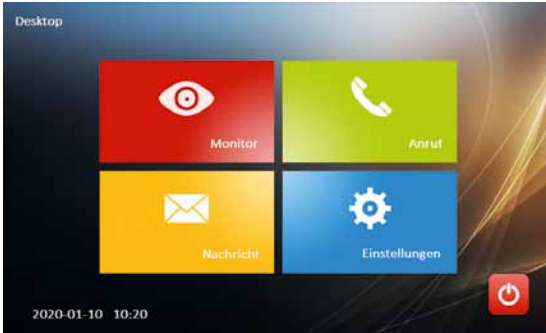 Desktop
Monitor
Anruf
Nachricht
Einstellungen
2020-01-10 10:20